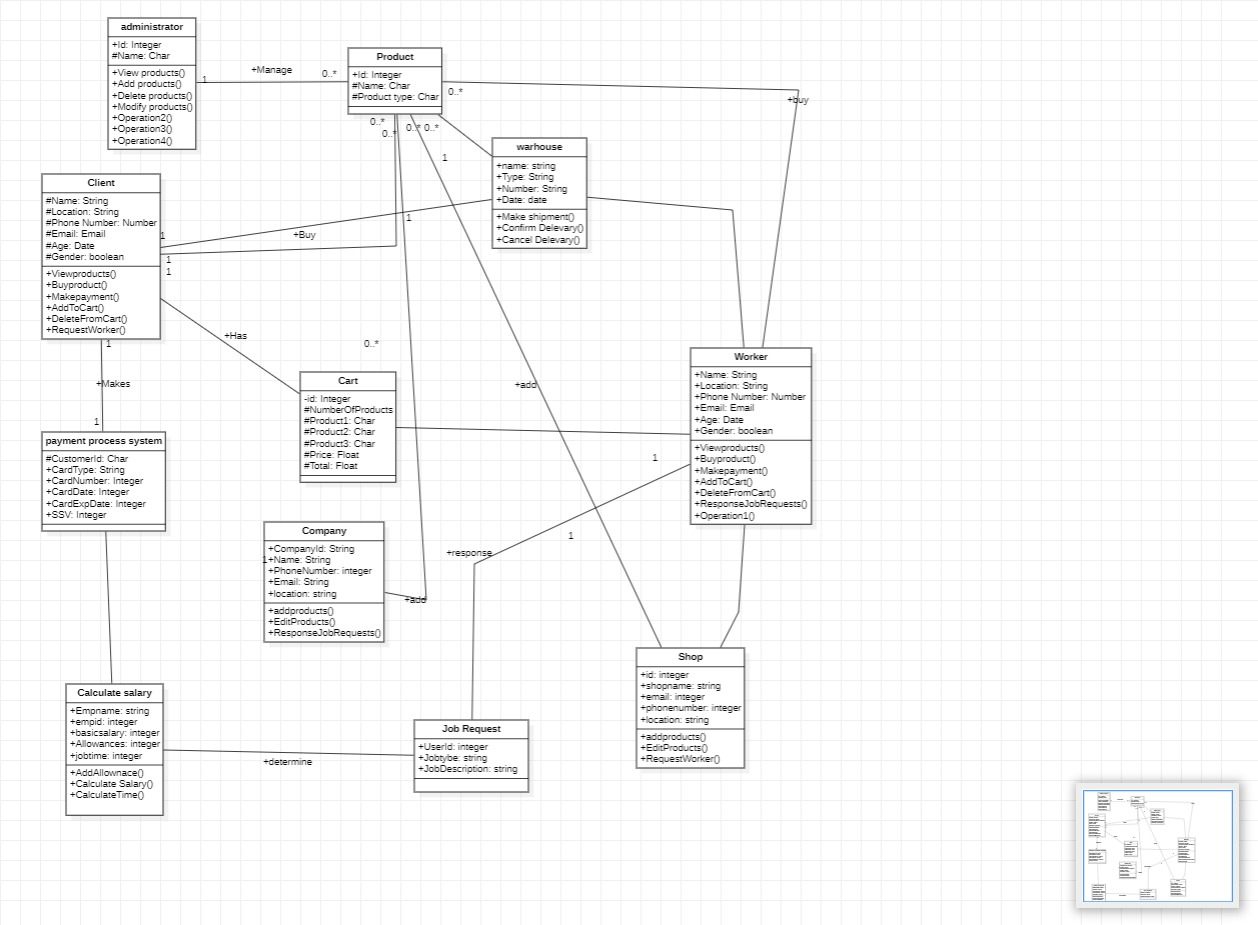 administrator
+Id: Integer
#Name: Char
+View products()
+Add products()
+Delete products()
+Modify products()
+Operation2()
+Operation3()
+Operation4()
1
+Manage
0..*
Product
+Id: Integer
#Name: Char
#Product type: Char
0..*
+buy
0..*
0..*
0..*
0..*
1
warhouse
+name: string
+Type: String
+Number: String
+Date: date
+Make shipment()
+Confirm Delevary()
+Cancel Delevary()
Client
#Name: String
#Location: String
#Phone Number: Number
#Email: Email
#Age: Date
#Gender: boolean
+Viewproducts()
+Buyproduct()
+Makepayment()
+AddToCart()
+DeleteFromCart()
+RequestWorker()
1
1
1
+Buy
1
+Has
0..*
1
+Makes
1
Cart
-id: Integer
#NumberOfProducts
#Product1: Char
#Product2: Char
#Product3: Char
#Price: Float
#Total: Float
+add
Worker
+Name: String
+Location: String
+Phone Number: Number
+Email: Email
+Age: Date
+Gender: boolean
+Viewproducts()
+Buyproduct()
+Makepayment()
+AddToCart()
+DeleteFromCart()
+ResponseJobRequests()
+Operation1()
1
payment process system
#CustomerId: Char
+CardType: String
+CardNumber: Integer
+CardDate: Integer
+CardExpDate: Integer
+SSV: Integer
Company
+CompanyId: String
+Name: String
+PhoneNumber: integer
+Email: String
+location: string
+addproducts()
+EditProducts()
+ResponseJobRequests()
1
+add
+response
1
Shop
+id: integer
+shopname: string
+email: integer
+phonenumber: integer
+location: string
+addproducts()
+EditProducts()
+RequestWorker()
Calculate salary
+Empname: string
+empid: integer
+basicsalary: integer
+Allowances: integer
+jobtime: integer
+AddAllownace()
+Calculate Salary()
+CalculateTime()
+determine
Job Request
+UserId: integer
+Jobtybe: string
+JobDescription: string